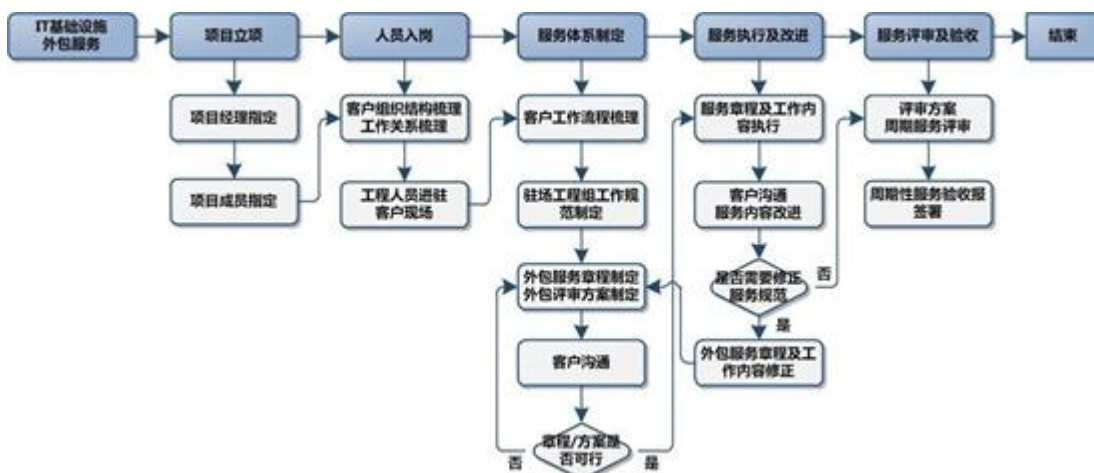 IT基础设施
外包服务
项目立项
人员入岗
服务体系制定
服务执行及改进
服务评审及验收
结束
项目经理指定
项目成员指定
客户组织结构梳理
工作关系梳理
工程人员进驻
客户现场
客户工作流程梳理
驻场工程组工作规
范制定
外包服务章程制定
外包评审方案制定
客户沟通
章程/方案是
否可行
否
是
服务章程及工作内
容执行
客户沟通
服务内容改进
是否需要修正
服务规范
否
是
外包服务章程及工
作内容修正
评审方案
周期服务评审
周期性服务验收报
签署